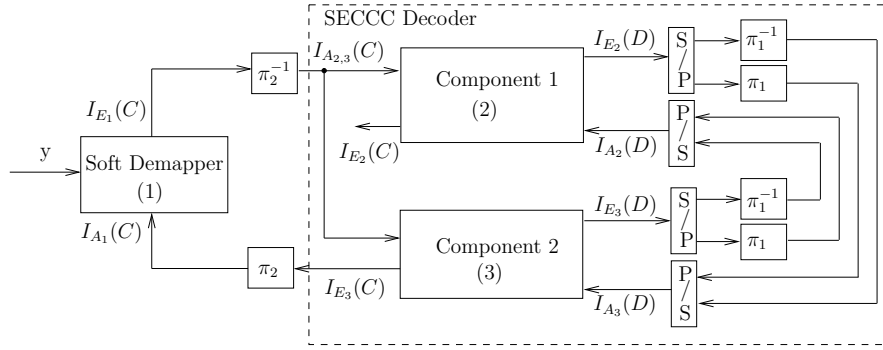 SECCC Decoder
I_{A_{2,3}}(C)
π_2^{-1}
I_{E_1}(C)
y
Soft Demapper
(1)
I_{A_1}(C)
π_2
Component 1
(2)
I_{E_2}(C)
I_{E_2}(D)
S
/
P
π_1^{-1}
π_1
I_{A_2}(D)
P
/
S
Component 2
(3)
I_{E_3}(C)
I_{E_3}(D)
S
/
P
π_1^{-1}
π_1
I_{A_3}(D)
P
/
S